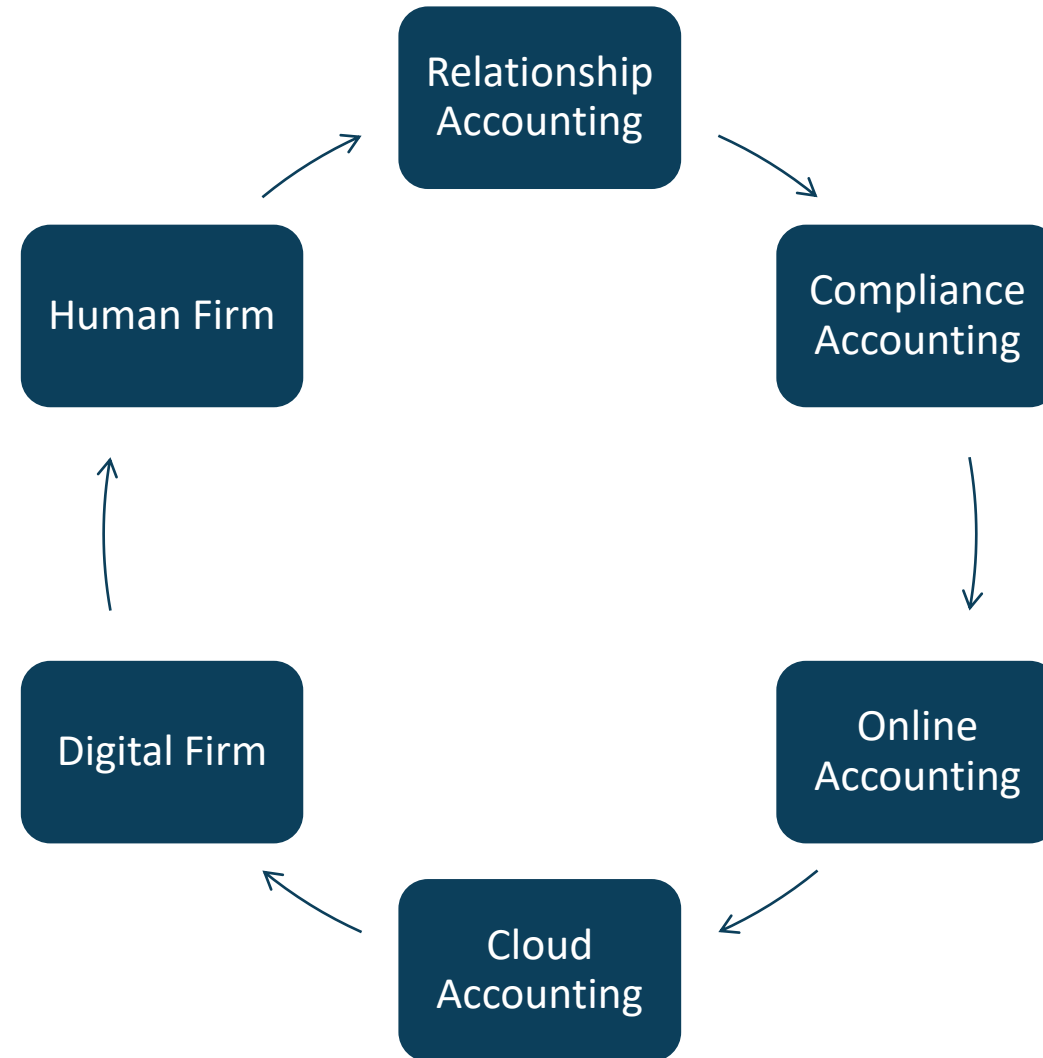 Relationship
Accounting
Compliance
Accounting
Online
Accounting
Cloud
Accounting
Digital Firm
Human Firm